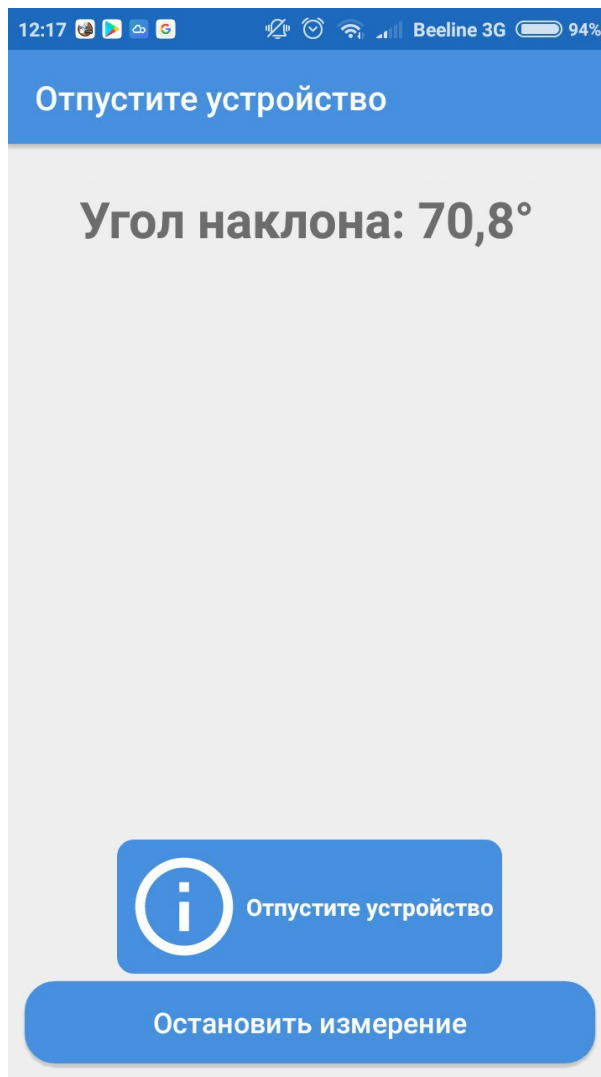 12:17 Beeline 3G 94%
Отпустите устройство
Угол наклона: 70,8°
Отпустите устройство
Остановить измерение